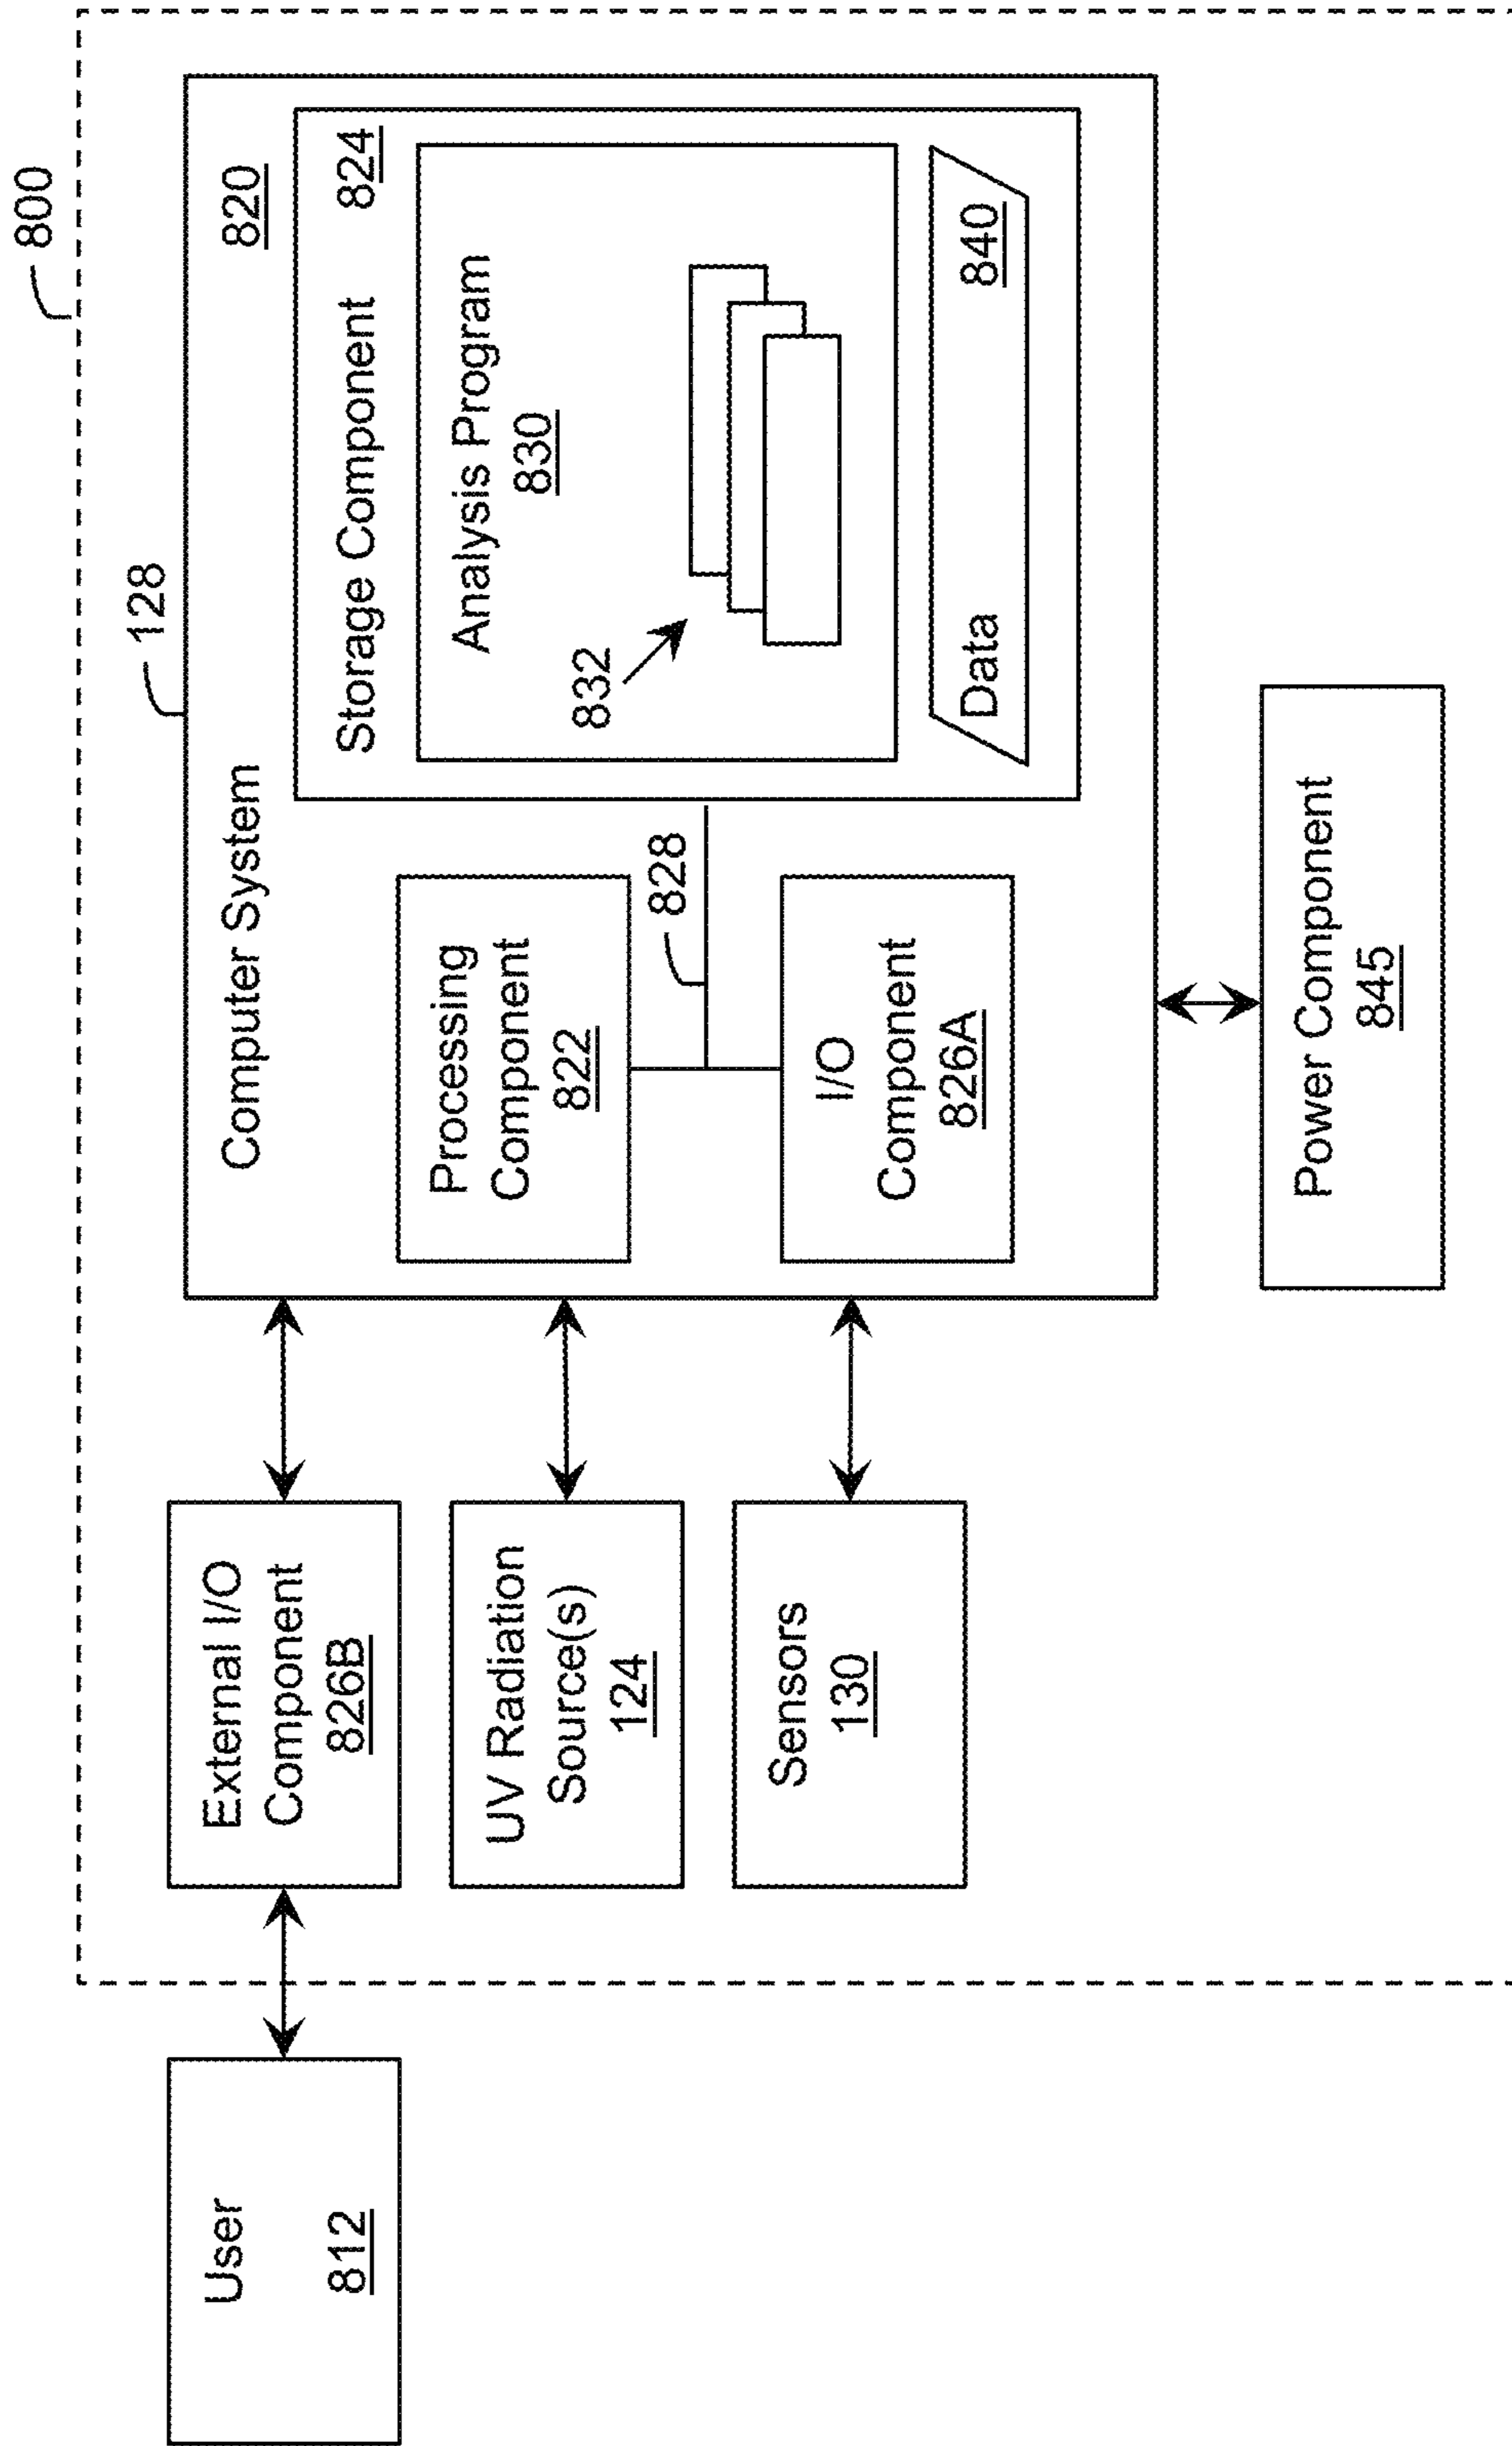 800
128
Computer System
820
Storage Component
824
Analysis Program
830
832
Data
840
Processing
Component
822
828
I/O
Component
826A
External I/O
Component
826B
UV Radiation
Source(s)
124
Sensors
130
User
812
Power Component
845